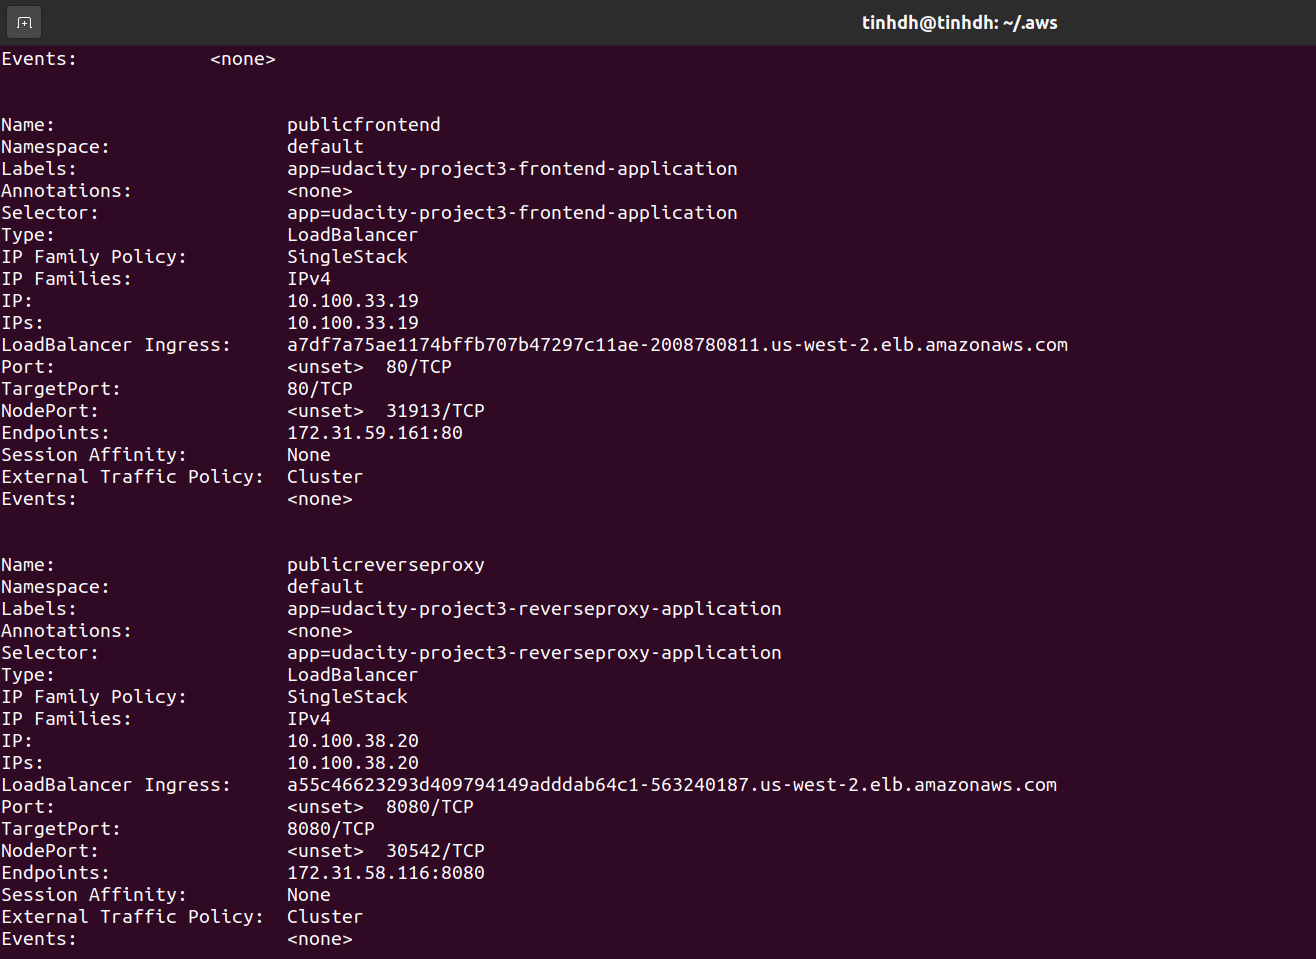 tinhdh@tinhdh: ~/.aws
Events:            <none>
Name:                     publicfrontend
Namespace:                default
Labels:                   app=udacity-project3-frontend-application
Annotations:              <none>
Selector:                 app=udacity-project3-frontend-application
Type:                     LoadBalancer
IP Family Policy:         SingleStack
IP Families:              IPv4
IP:                       10.100.33.19
IPs:                      10.100.33.19
LoadBalancer Ingress:     a7df7a75ae1174bffb707b47297c11ae-2008780811.us-west-2.elb.amazonaws.com
Port:                     <unset>  80/TCP
TargetPort:               80/TCP
NodePort:                 <unset>  31913/TCP
Endpoints:                172.31.59.161:80
Session Affinity:         None
External Traffic Policy:  Cluster
Events:                   <none>
Name:                     publicreverseproxy
Namespace:                default
Labels:                   app=udacity-project3-reverseproxy-application
Annotations:              <none>
Selector:                 app=udacity-project3-reverseproxy-application
Type:                     LoadBalancer
IP Family Policy:         SingleStack
IP Families:              IPv4
IP:                       10.100.38.20
IPs:                      10.100.38.20
LoadBalancer Ingress:     a55c46623293d409794149adddab64c1-563240187.us-west-2.elb.amazonaws.com
Port:                     <unset>  8080/TCP
TargetPort:               8080/TCP
NodePort:                 <unset>  30542/TCP
Endpoints:                172.31.58.116:8080
Session Affinity:         None
External Traffic Policy:  Cluster
Events:                   <none>